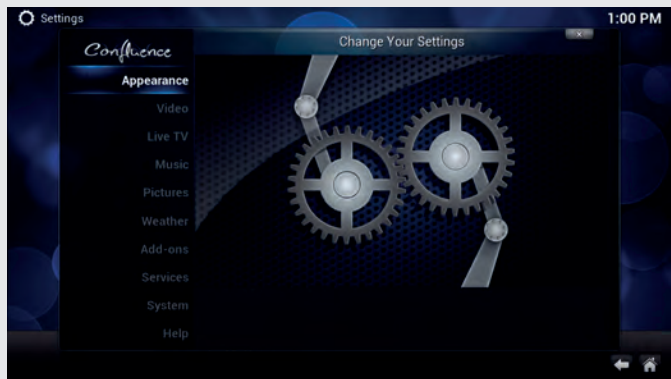 Settings
1:00 PM
Confluence
Change Your Settings
x
Appearance
Video
Live TV
Music
Pictures
Weather
Add-ons
Services
System
Help